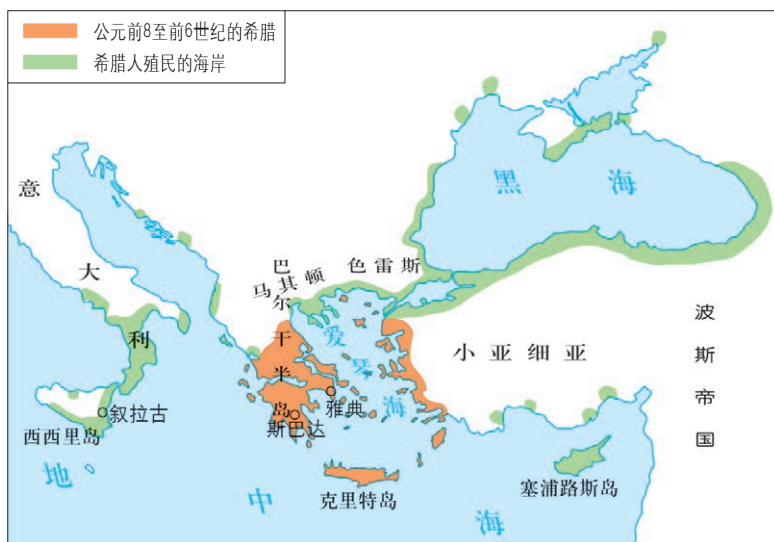 公元前8至前6世纪的希腊
希腊人殖民的海岸
意大利
黑海
巴尔干半岛
马其顿
色雷斯
爱琴海
小亚细亚
波斯帝国
叙拉古
雅典
斯巴达
西西里岛
克里特岛
塞浦路斯岛
地中海